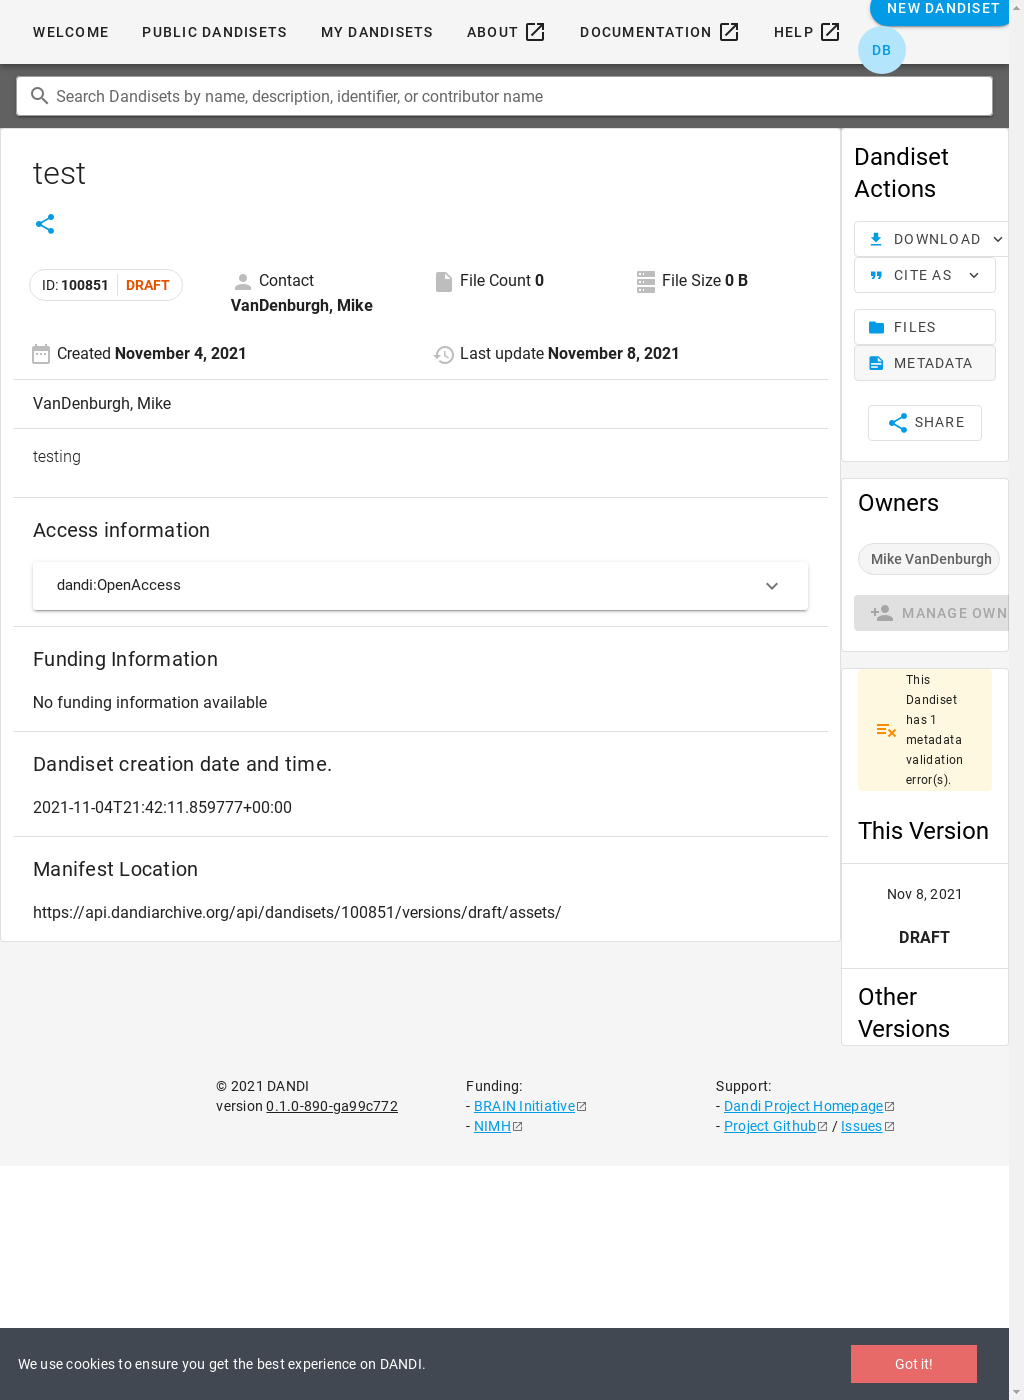 WELCOME PUBLIC DANDISETS MY DANDISETS ABOUT DOCUMENTATION HELP NEW DANDISET
DB
Search Dandisets by name, description, identifier, or contributor name
test
ID: 100851 DRAFT
Contact
VanDenburgh, Mike
File Count 0
File Size 0 B
Created November 4, 2021
Last update November 8, 2021
VanDenburgh, Mike
testing
Access information
dandi:OpenAccess
Funding Information
No funding information available
Dandiset creation date and time.
2021-11-04T21:42:11.859777+00:00
Manifest Location
https://api.dandiarchive.org/api/dandisets/100851/versions/draft/assets/
Dandiset
Actions
DOWNLOAD
CITE AS
FILES
METADATA
SHARE
Owners
Mike VanDenburgh
MANAGE OWN
This
Dandiset
has 1
metadata
validation
error(s).
This Version
Nov 8, 2021
DRAFT
Other
Versions
© 2021 DANDI
version 0.1.0-890-ga99c772
Funding:
- BRAIN Initiative
- NIMH
Support:
- Dandi Project Homepage
- Project Github / Issues
We use cookies to ensure you get the best experience on DANDI.
Got it!